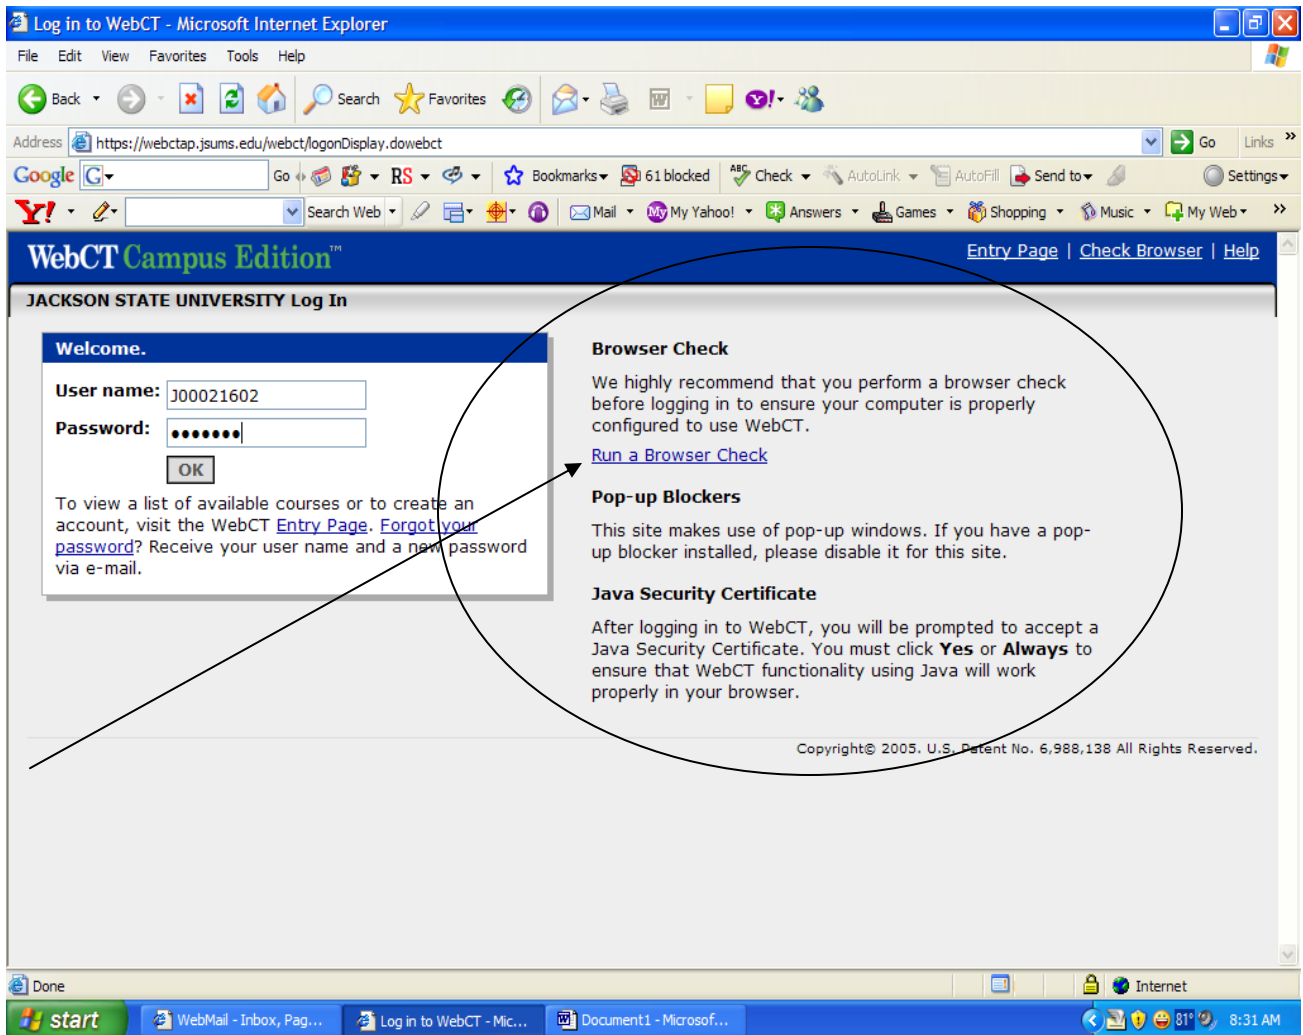 Log in to WebCT - Microsoft Internet Explorer
File Edit View Favorites Tools Help
Back Search Favorites
Address https://webctap.jsums.edu/webct/logonDisplay.dowebct Go Links »
Google G Go RS Bookmarks 61 blocked ABC Check AutoLink AutoFill Send to Settings
Y! Search Web Mail My Yahoo! Answers Games Shopping Music My Web »
WebCT Campus Edition™ Entry Page | Check Browser | Help
JACKSON STATE UNIVERSITY Log In
Welcome.
User name: J00021602
Password: •••••••
OK
To view a list of available courses or to create an
account, visit the WebCT Entry Page. Forgot your
password? Receive your user name and a new password
via e-mail.
Browser Check
We highly recommend that you perform a browser check
before logging in to ensure your computer is properly
configured to use WebCT.
Run a Browser Check
Pop-up Blockers
This site makes use of pop-up windows. If you have a pop-
up blocker installed, please disable it for this site.
Java Security Certificate
After logging in to WebCT, you will be prompted to accept a
Java Security Certificate. You must click Yes or Always to
ensure that WebCT functionality using Java will work
properly in your browser.
Copyright© 2005. U.S. Patent No. 6,988,138 All Rights Reserved.
Done Internet
start WebMail - Inbox, Pag... Log in to WebCT - Mic... Document1 - Microsof... 81° 8:31 AM